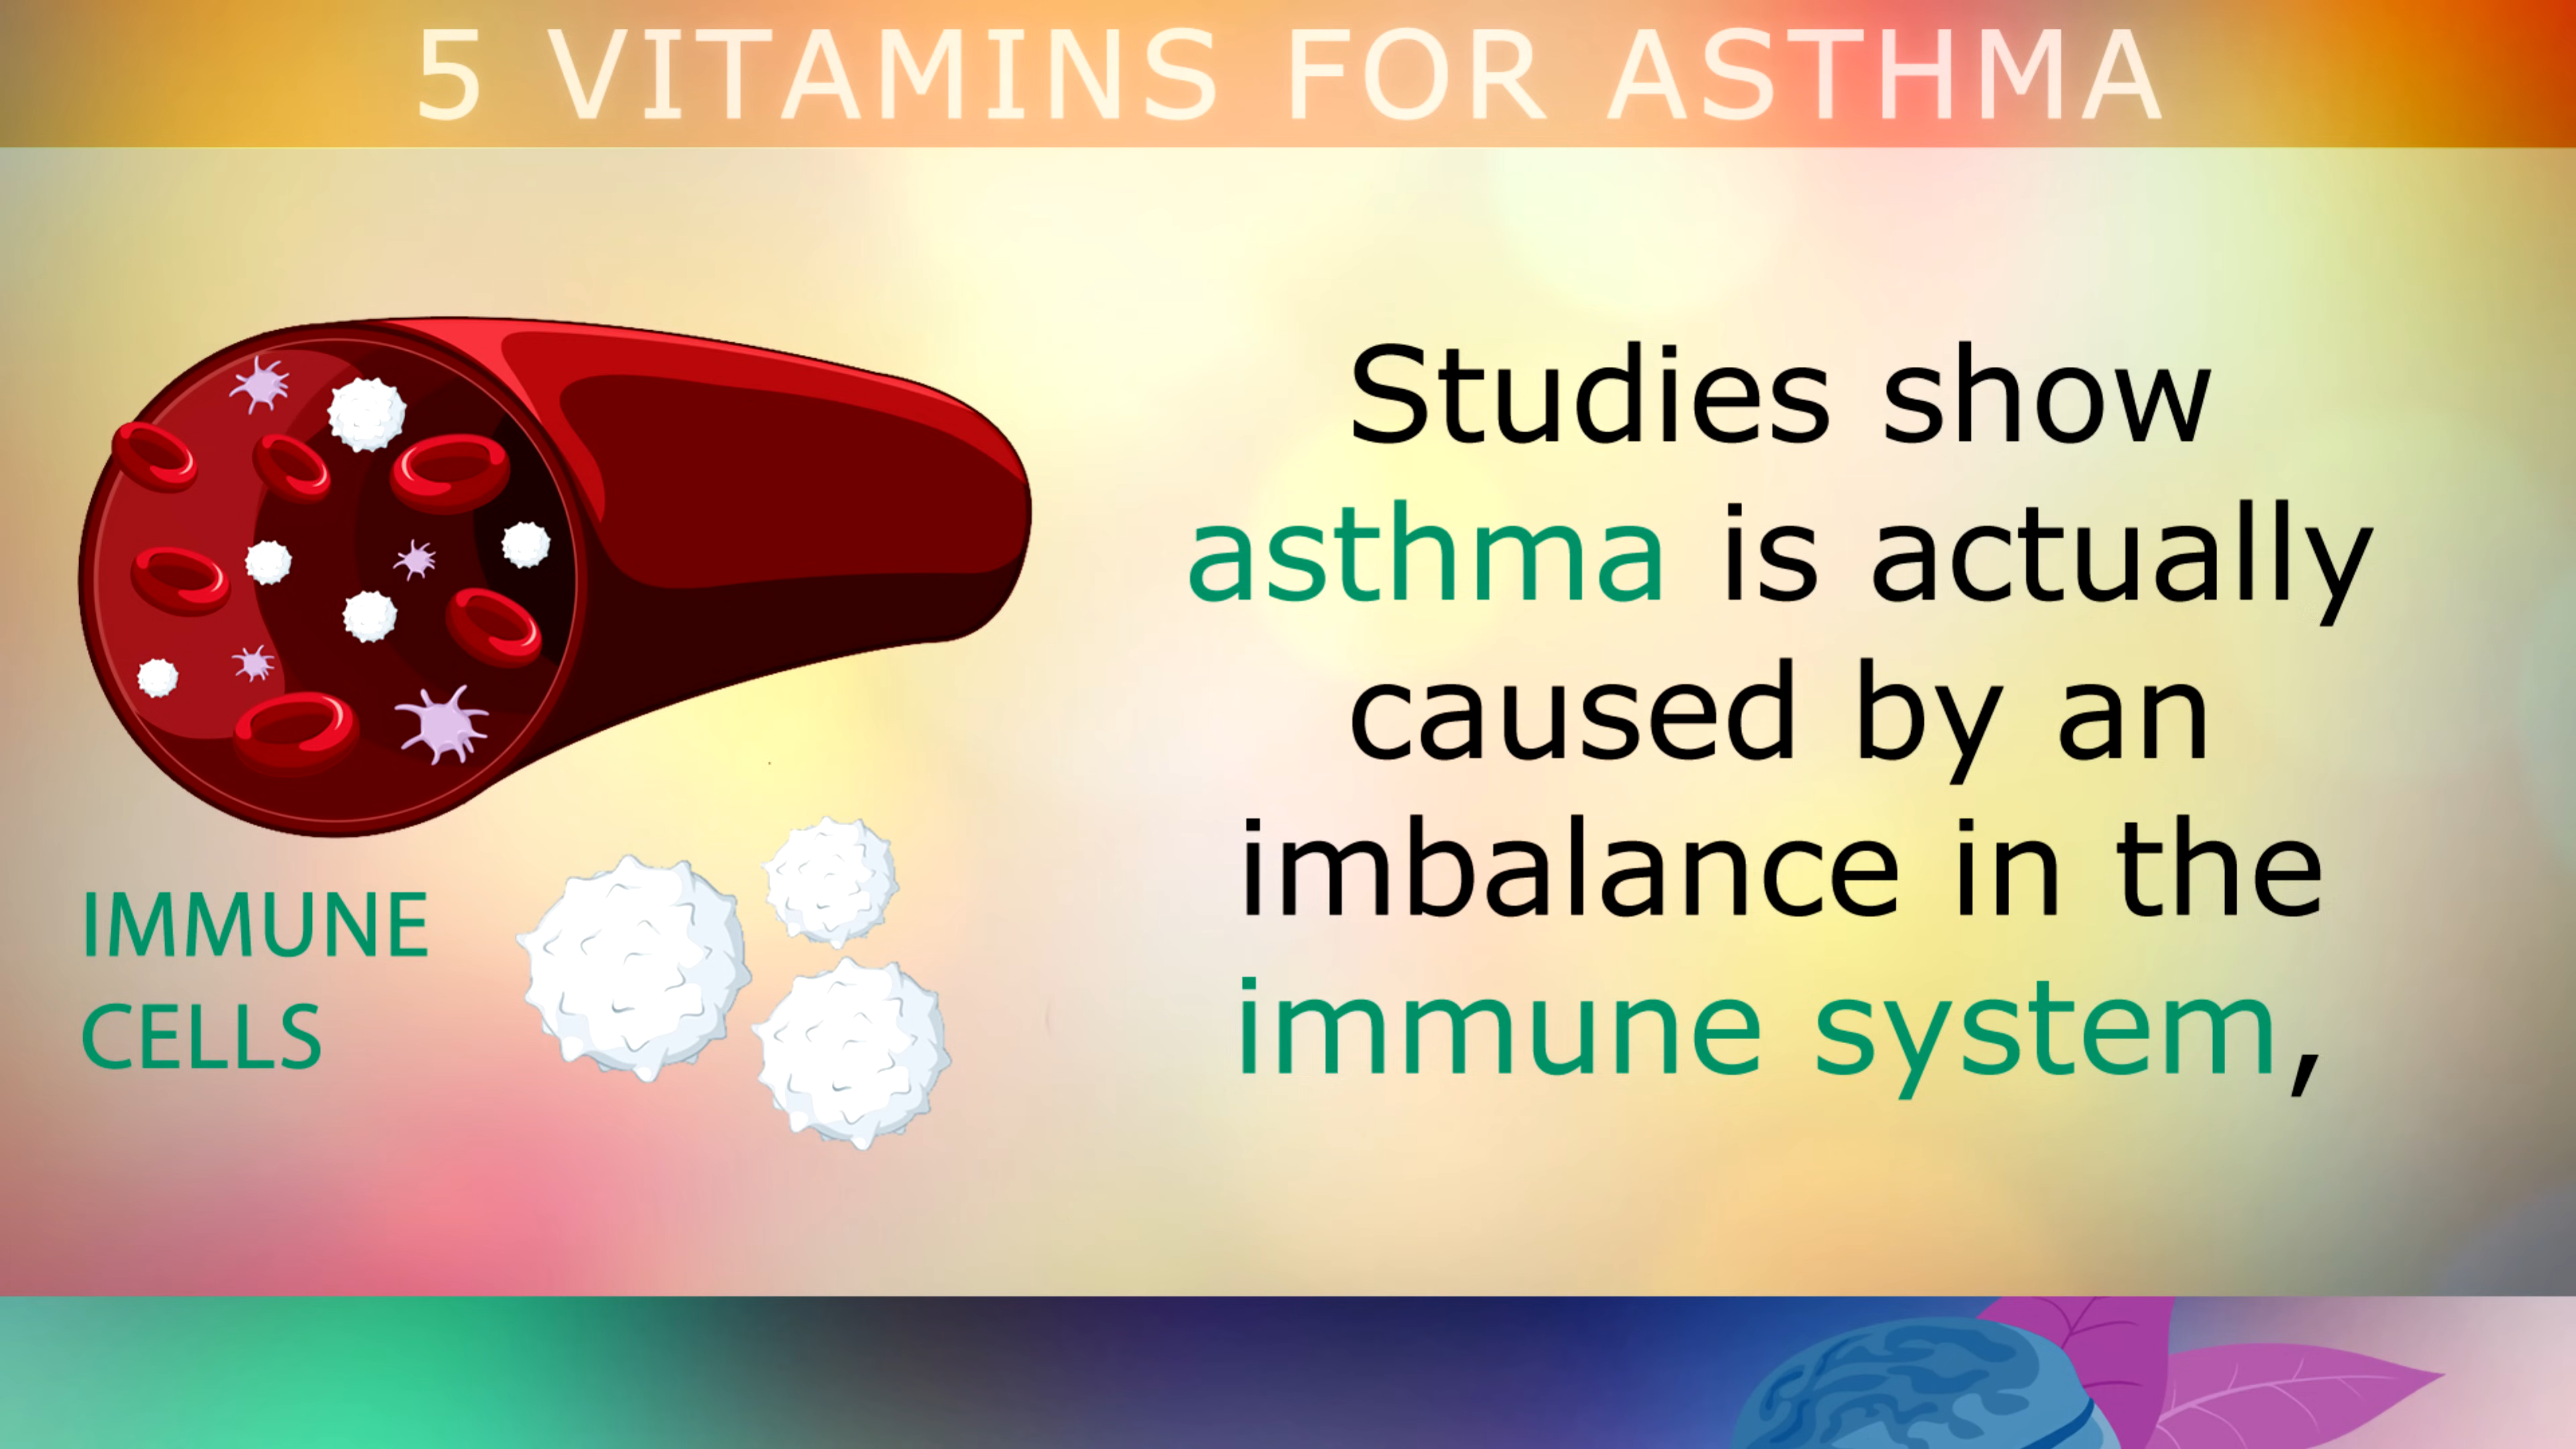 5 VITAMINS FOR ASTHMA
Studies show
asthma is actually
caused by an
imbalance in the
immune system,
IMMUNE
CELLS